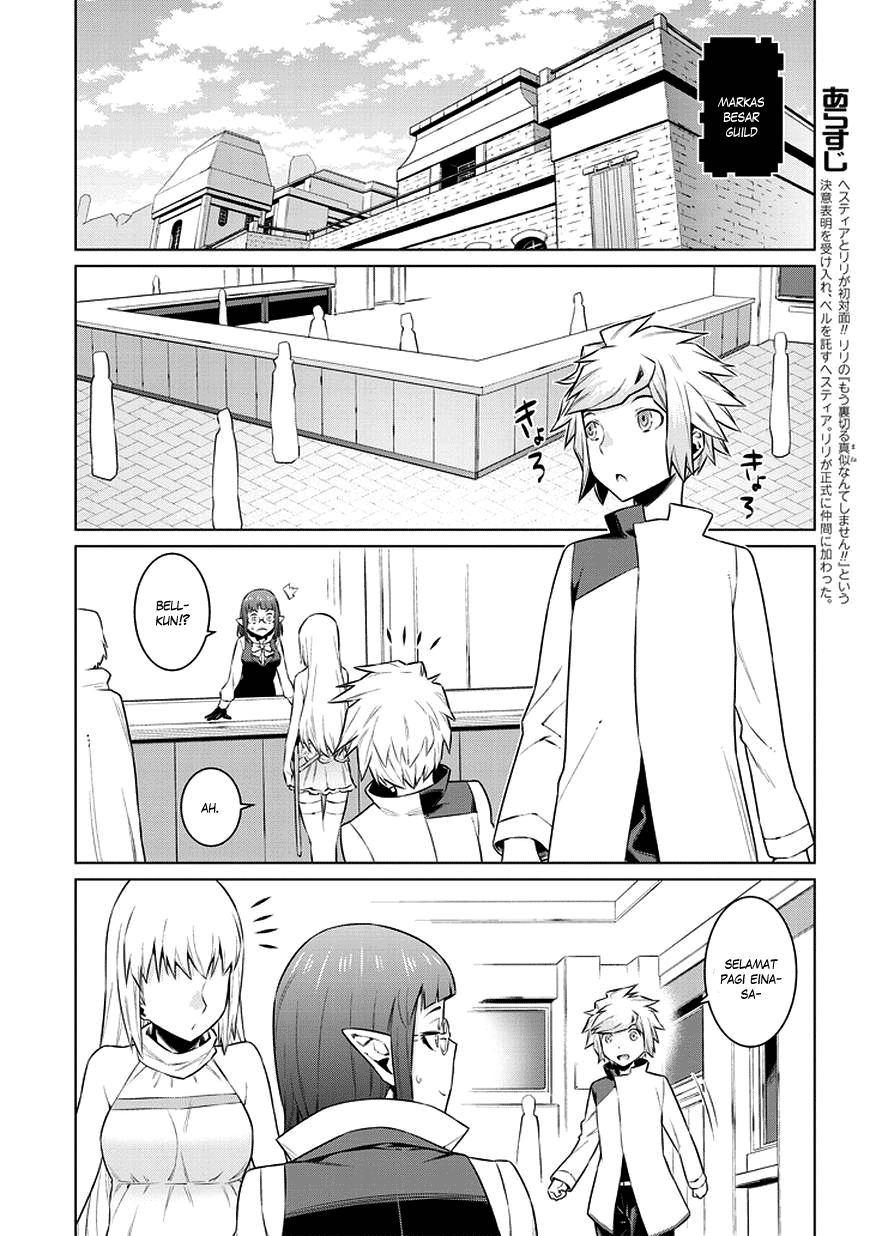 MARKAS
BESAR
GUILD
あらすじ
ヘスティアとリリが初対面!! リリの『もう裏切る真似なんてしません!!』という
まね
決意表明を受け入れ、ベルを託すヘスティア。リリが正式に仲間に加わった。
きょろ
きょろ
BELL-
KUN!?
AH.
SELAMAT
PAGI EINA-
SA-